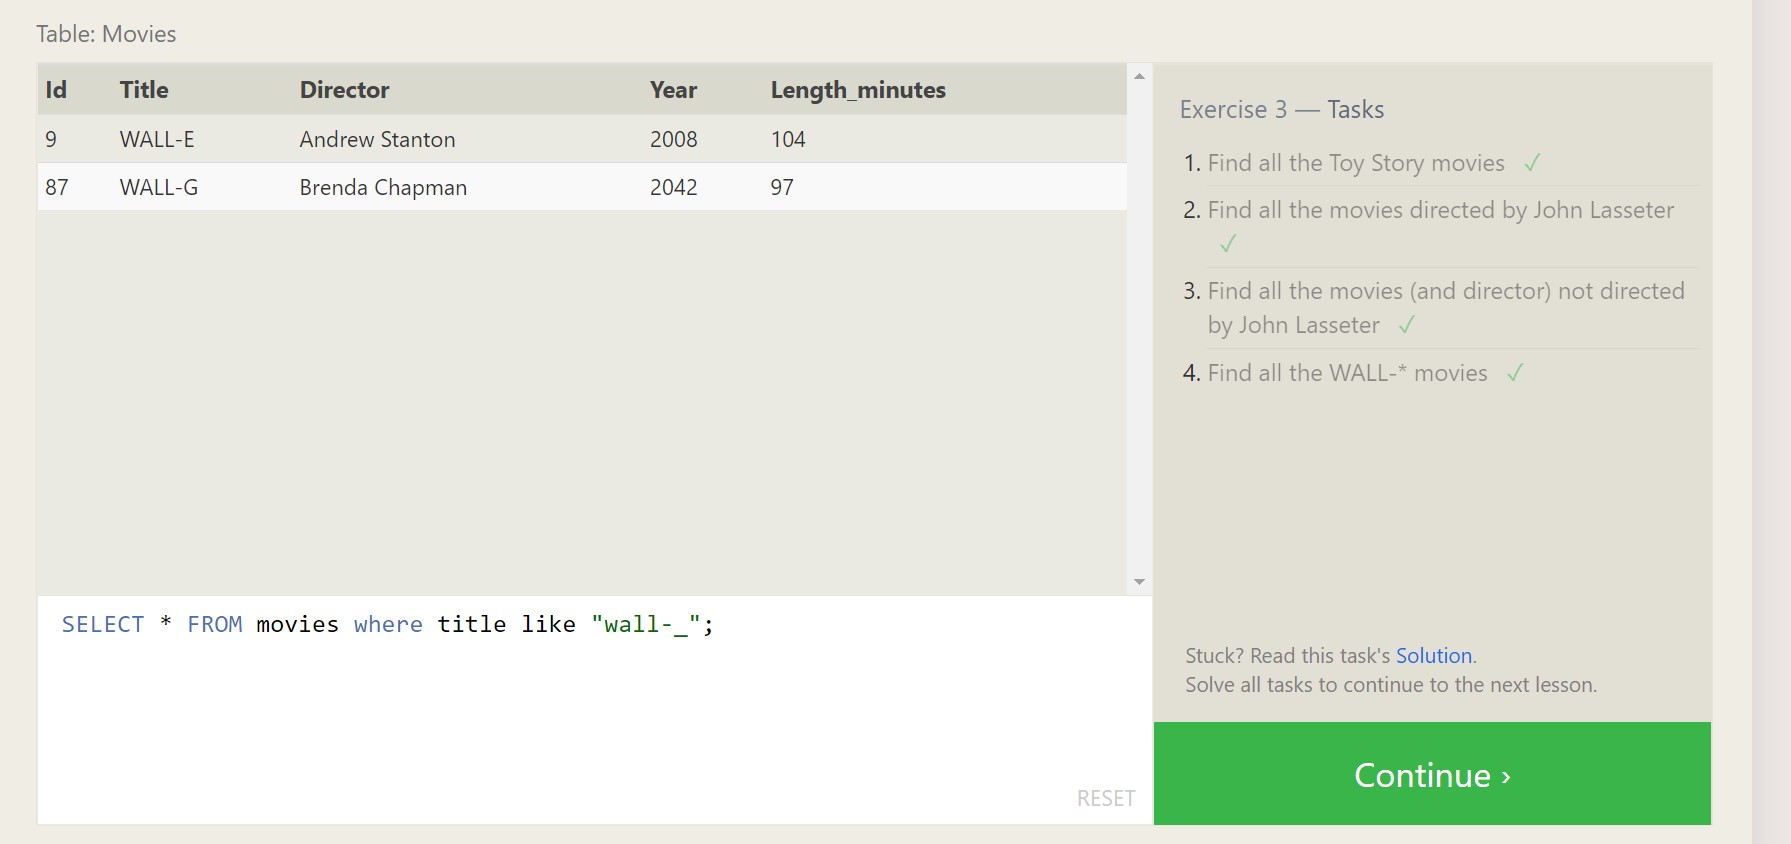 Table: Movies
Id Title Director Year Length_minutes
9 WALL-E Andrew Stanton 2008 104
87 WALL-G Brenda Chapman 2042 97
SELECT * FROM movies where title like "wall-_";
RESET
Exercise 3 — Tasks
1. Find all the Toy Story movies ✓
2. Find all the movies directed by John Lasseter
✓
3. Find all the movies (and director) not directed
by John Lasseter ✓
4. Find all the WALL-* movies ✓
Stuck? Read this task's Solution.
Solve all tasks to continue to the next lesson.
Continue ›